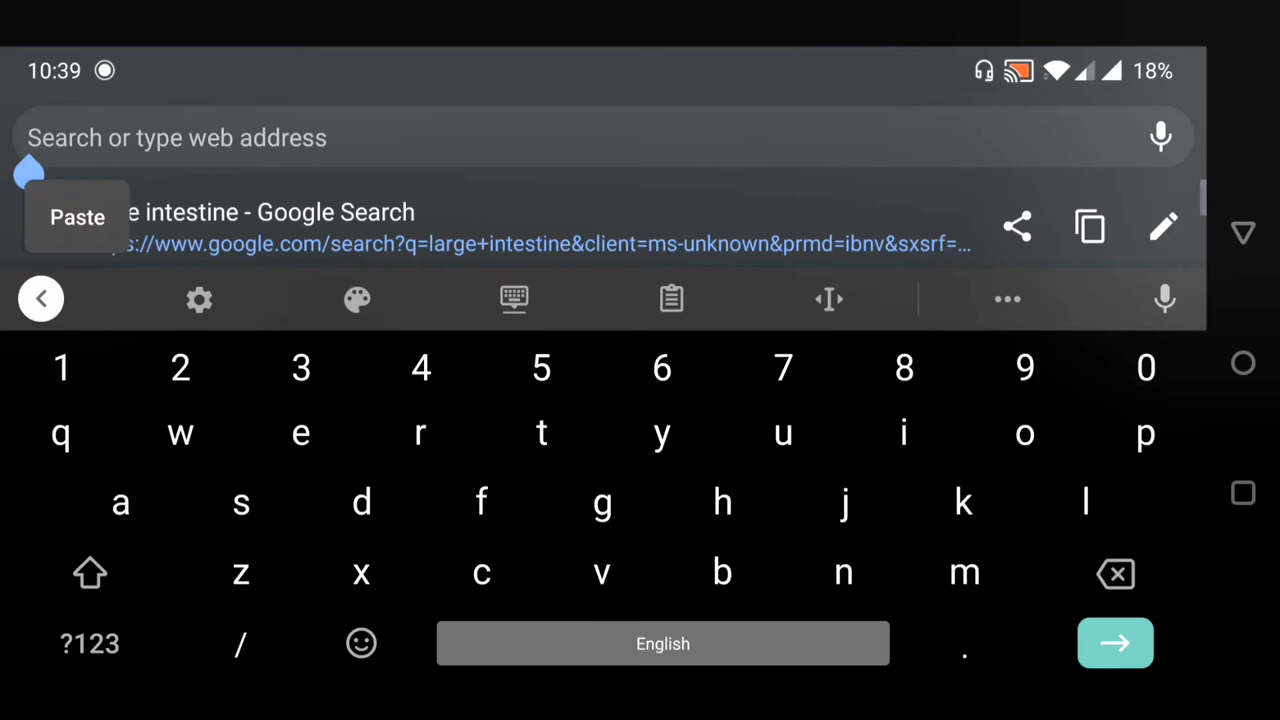 10:39 18%
Search or type web address
Paste
e intestine - Google Search
s://www.google.com/search?q=large+intestine&client=ms-unknown&prmd=ibnv&sxsrf=...
1 2 3 4 5 6 7 8 9 0
q w e r t y u i o p
a s d f g h j k l
z x c v b n m
?123 / English .